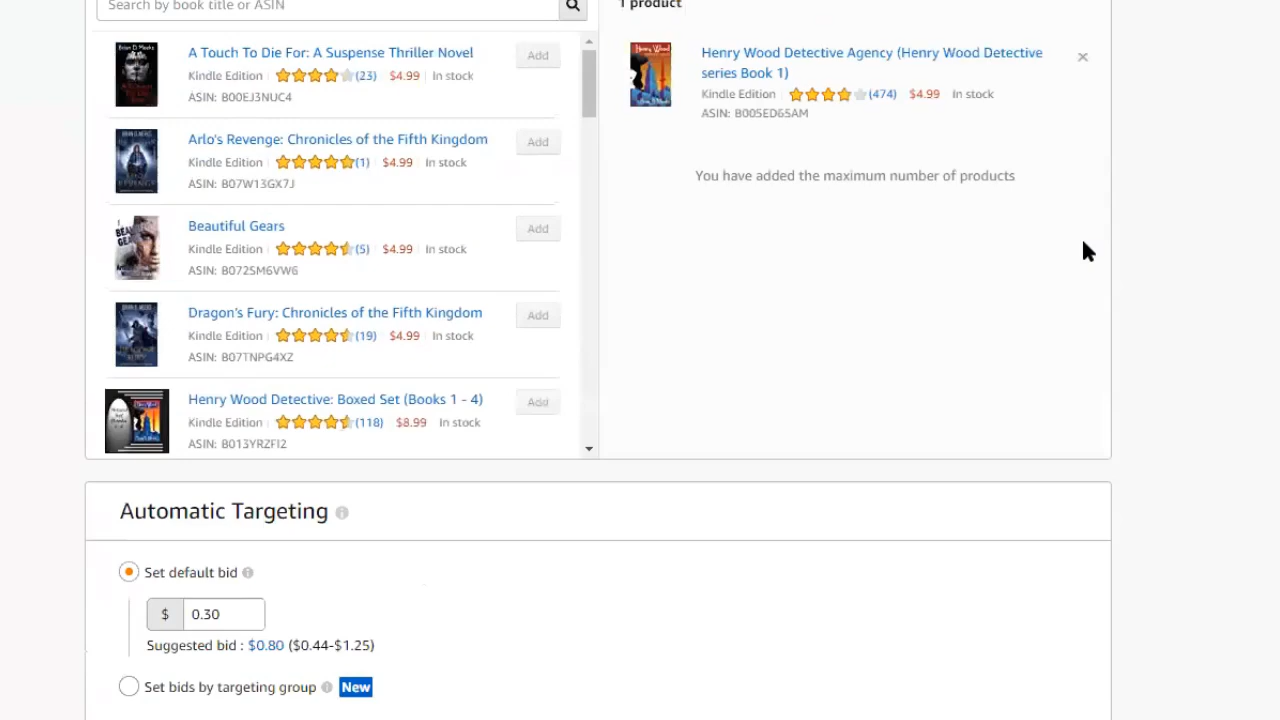 Search by book title or ASIN
1 product
A Touch To Die For: A Suspense Thriller Novel
Kindle Edition (23) $4.99 In stock
ASIN: B00EJ3NUC4
Add
Arlo's Revenge: Chronicles of the Fifth Kingdom
Kindle Edition (1) $4.99 In stock
ASIN: B07W13GX7J
Add
Beautiful Gears
Kindle Edition (5) $4.99 In stock
ASIN: B072SM6VW6
Add
Dragon's Fury: Chronicles of the Fifth Kingdom
Kindle Edition (19) $4.99 In stock
ASIN: B07TNPG4XZ
Add
Henry Wood Detective: Boxed Set (Books 1 - 4)
Kindle Edition (118) $8.99 In stock
ASIN: B013YRZFI2
Add
Henry Wood Detective Agency (Henry Wood Detective
series Book 1)
Kindle Edition (474) $4.99 In stock
ASIN: B005ED65AM
You have added the maximum number of products
Automatic Targeting
Set default bid
$ 0.30
Suggested bid : $0.80 ($0.44-$1.25)
Set bids by targeting group New